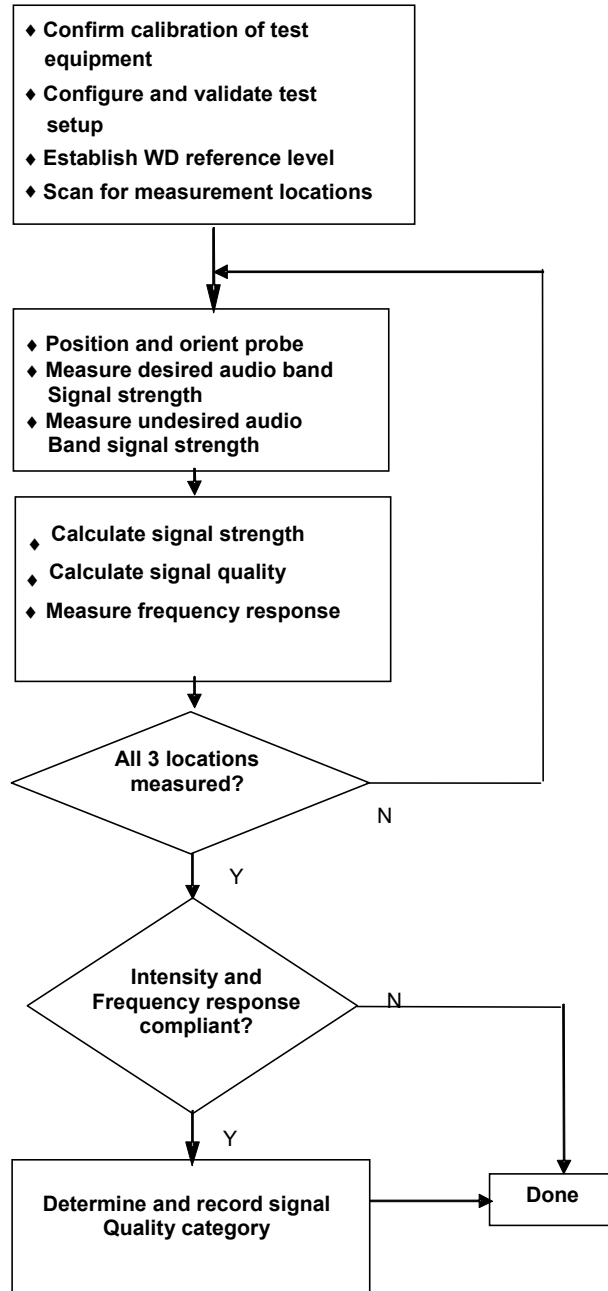 ♦ Confirm calibration of test
equipment
♦ Configure and validate test
setup
♦ Establish WD reference level
♦ Scan for measurement locations
♦ Position and orient probe
♦ Measure desired audio band
Signal strength
♦ Measure undesired audio
Band signal strength
♦ Calculate signal strength
♦ Calculate signal quality
♦ Measure frequency response
All 3 locations
measured?
N
Y
Intensity and
Frequency response
compliant?
N
Y
Determine and record signal
Quality category
Done